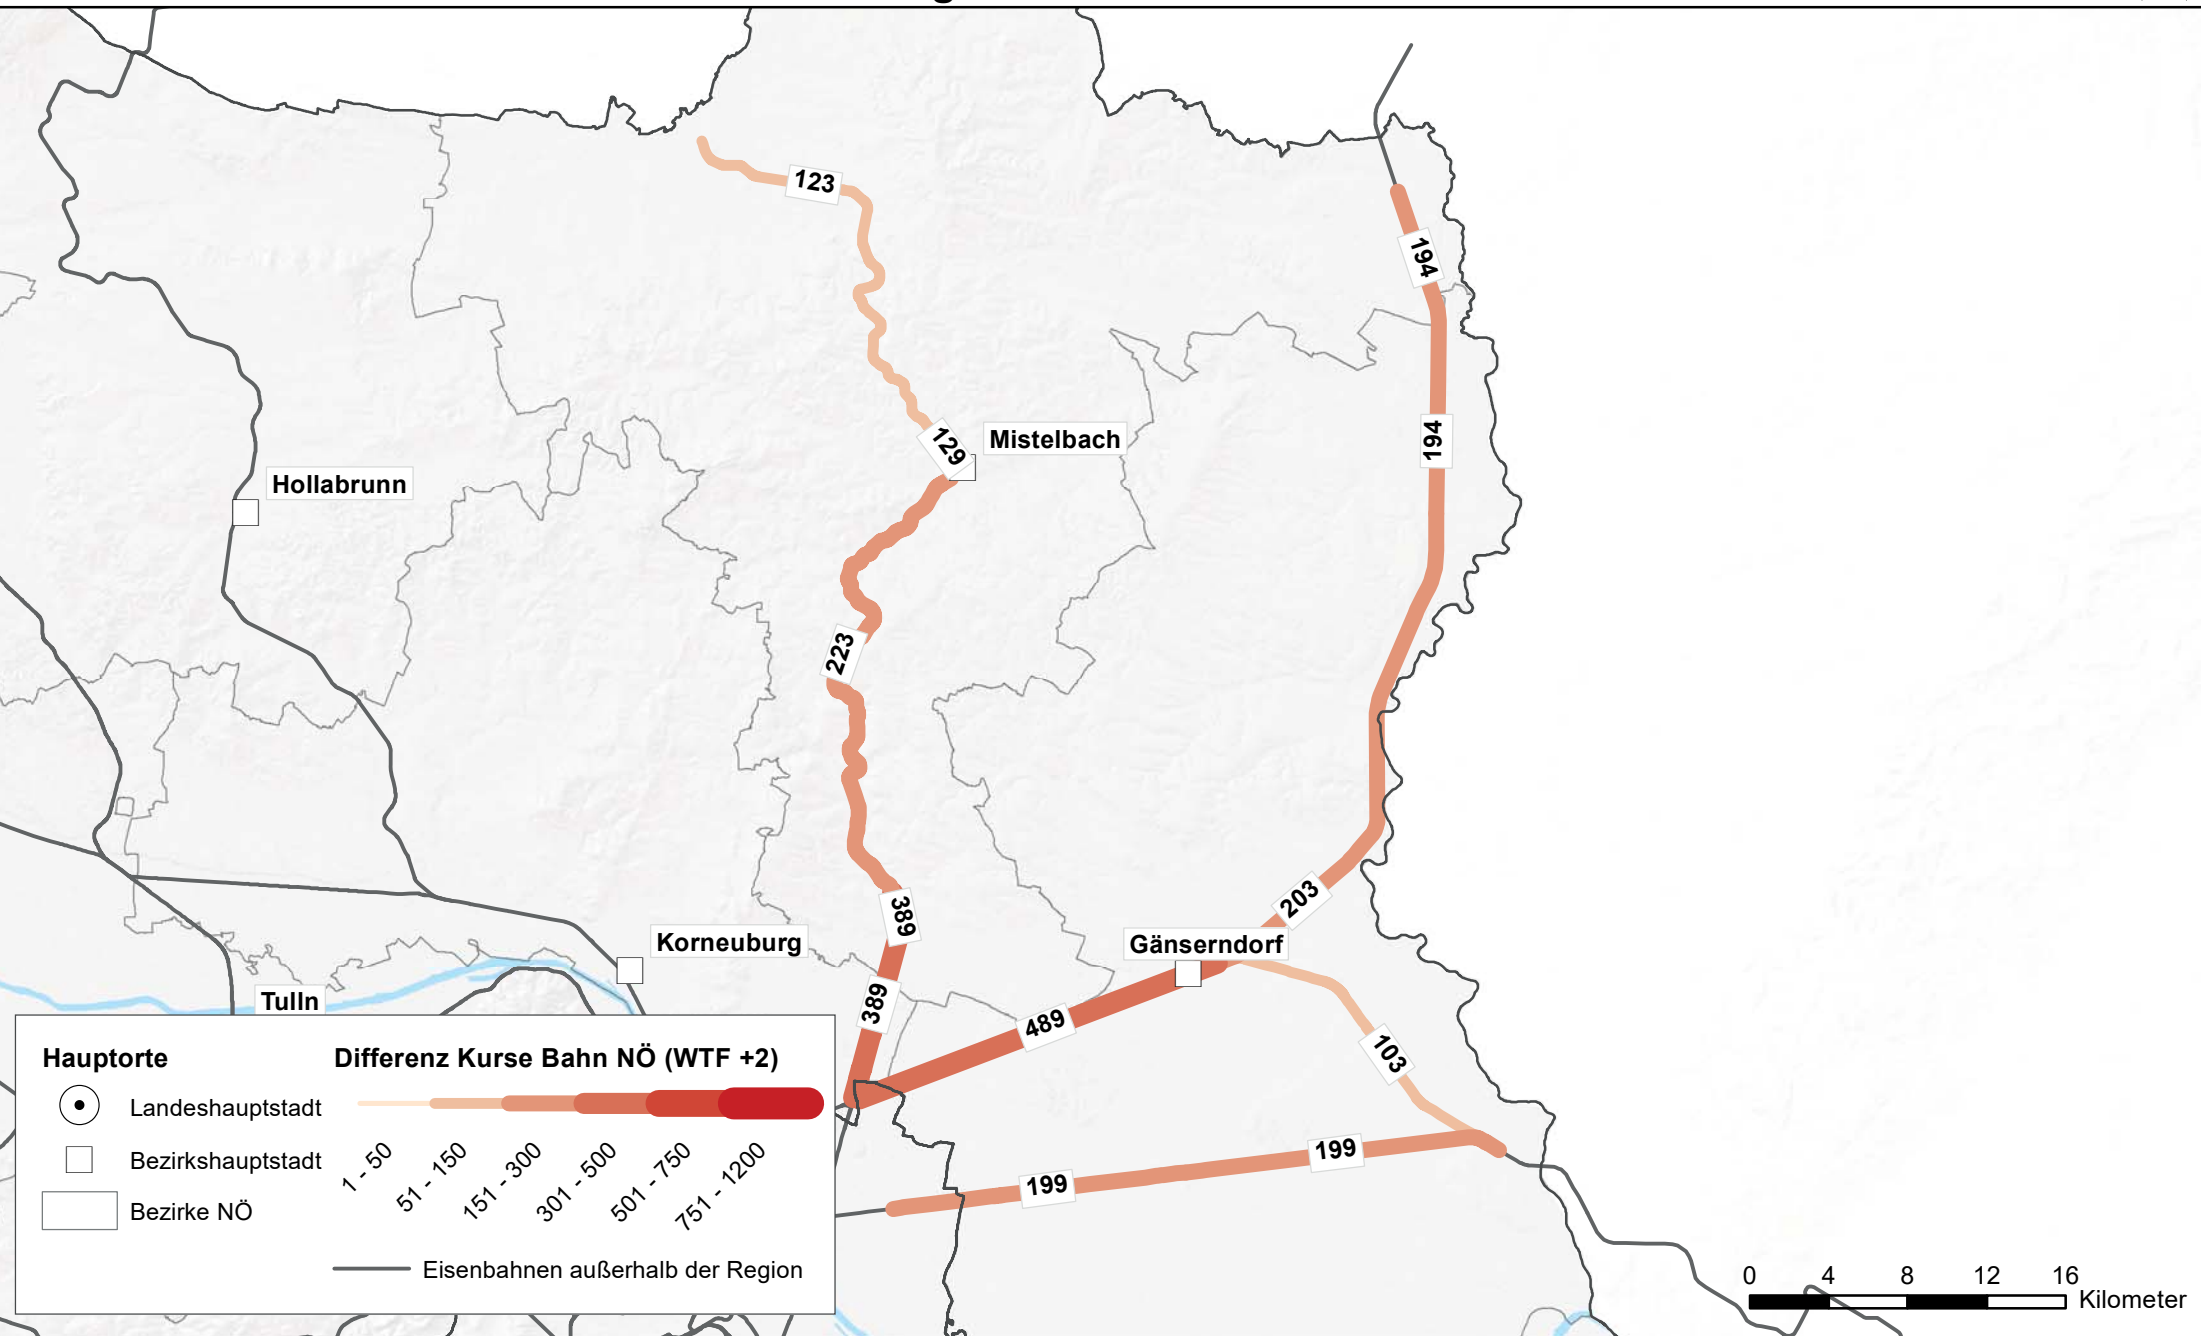 123
194
194
Mistelbach
129
Hollabrunn
223
203
389
Korneuburg
Gänserndorf
389
Tulln
489
103
199
199
Hauptorte
Landeshauptstadt
Bezirkshauptstadt
Bezirke NÖ
Differenz Kurse Bahn NÖ (WTF +2)
1 - 50
51 - 150
151 - 300
301 - 500
501 - 750
751 - 1200
Eisenbahnen außerhalb der Region
0 4 8 12 16
Kilometer